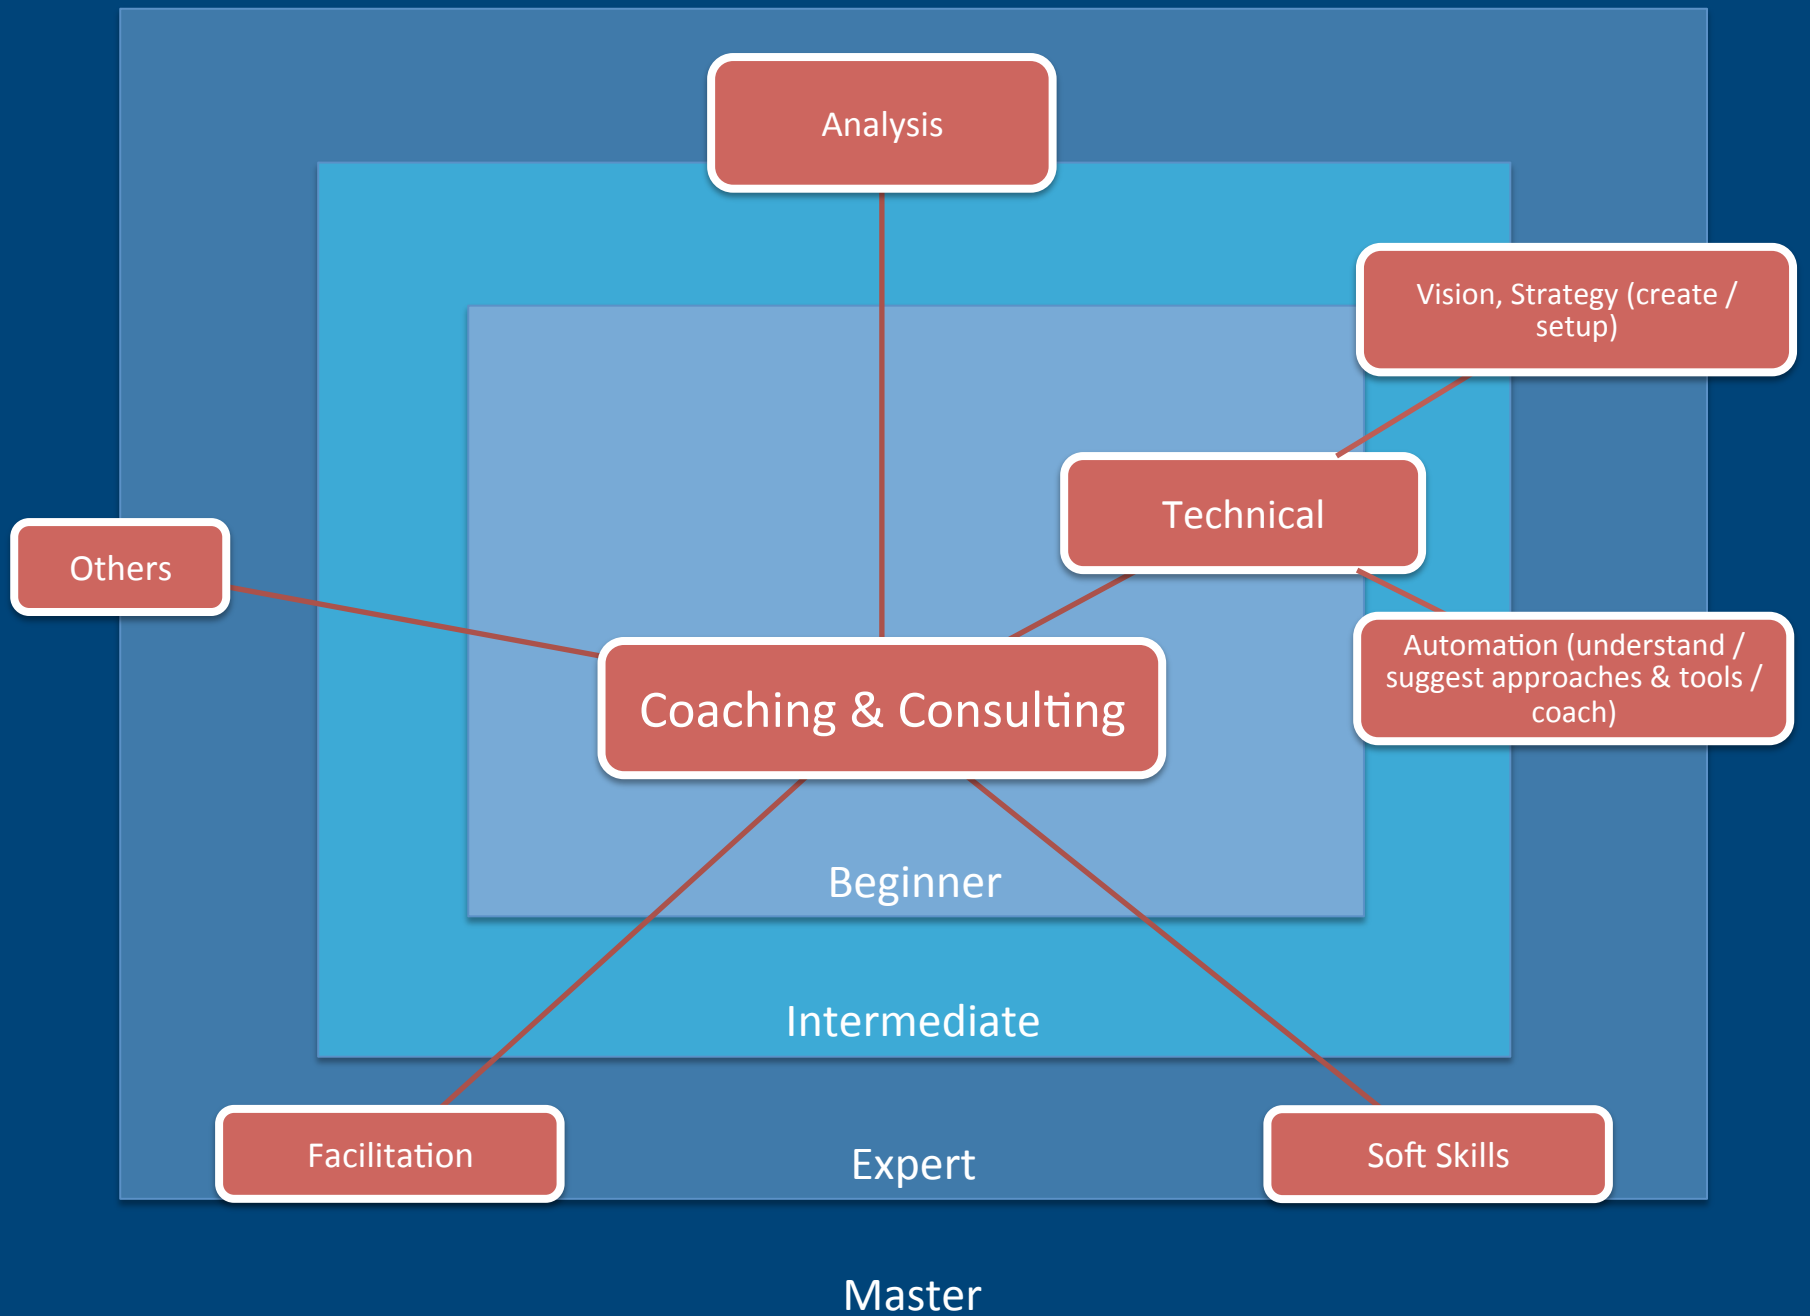 Analysis
Vision, Strategy (create /
setup)
Technical
Others
Automation (understand /
suggest approaches & tools /
coach)
Coaching & Consulting
Beginner
Intermediate
Facilitation
Expert
Soft Skills
Master